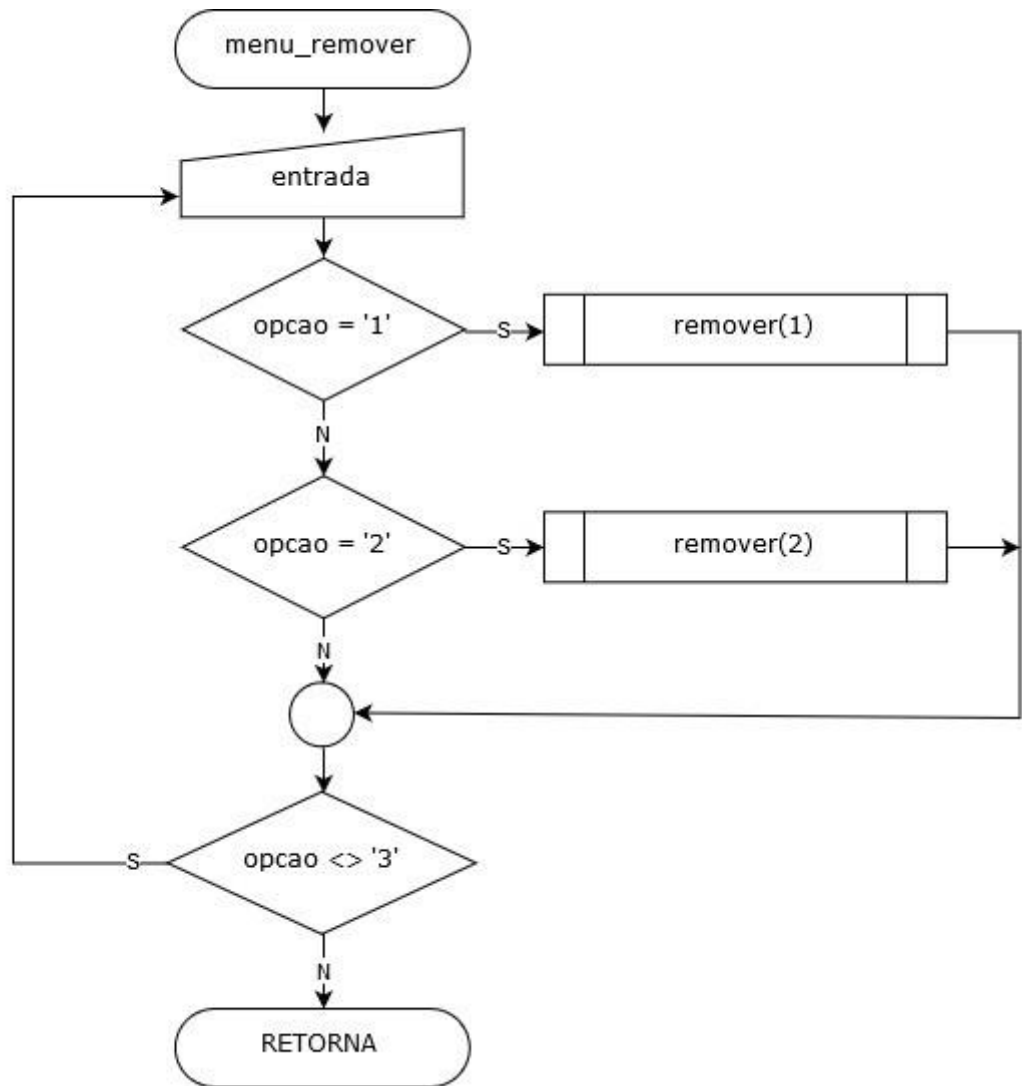 menu_remover
entrada
opcao = '1'
S
remover(1)
N
opcao = '2'
S
remover(2)
N
opcao <> '3'
S
N
RETORNA